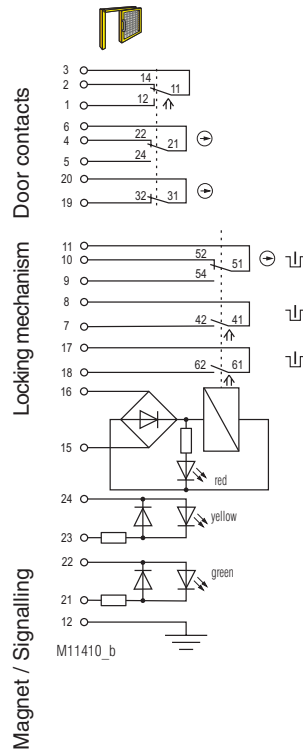 Door contacts
3
2 14 11
1 12
6
4 22 21
5 24
20
19 32 31
Locking mechanism
11
10 52 51
9 54
8
7 42 41
17
18 62 61
16
15
red
Magnet / Signalling
24
yellow
23
22
green
21
12
M11410_b